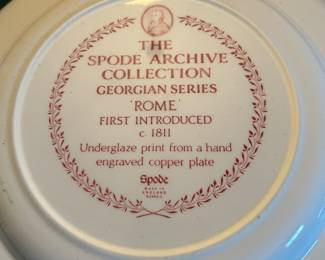 THE
SPODE ARCHIVE
COLLECTION
GEORGIAN SERIES
'ROME'
FIRST INTRODUCED
c. 1811
Underglaze print from a hand
engraved copper plate
Spode
MADE IN
ENGLAND